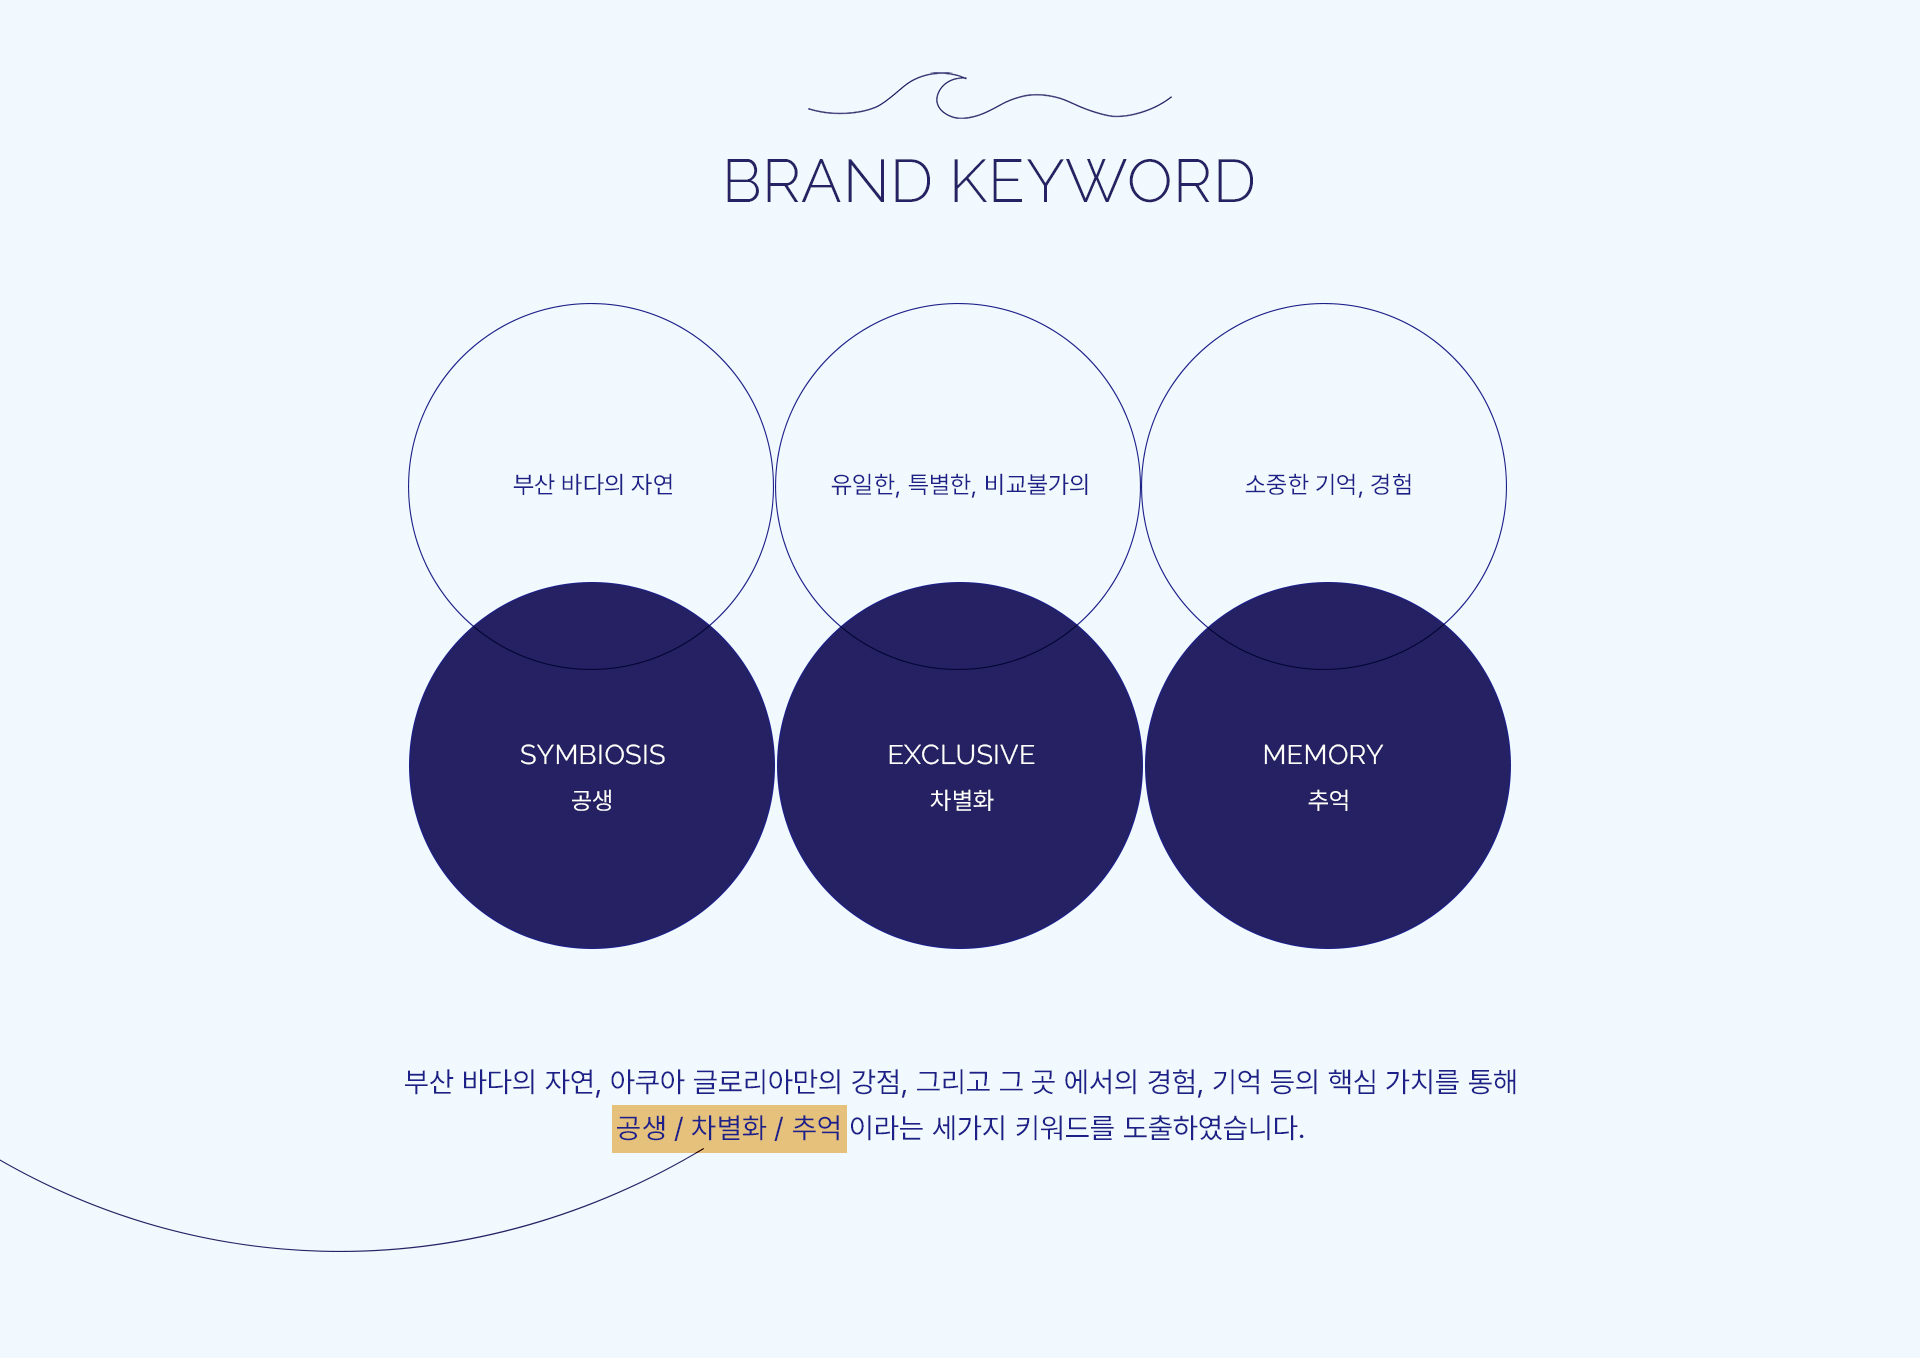 BRAND KEYWORD
부산 바다의 자연
유일한, 특별한, 비교불가의
소중한 기억, 경험
SYMBIOSIS
공생
EXCLUSIVE
차별화
MEMORY
추억
부산 바다의 자연, 아쿠아 글로리아만의 강점, 그리고 그 곳 에서의 경험, 기억 등의 핵심 가치를 통해
공생 / 차별화 / 추억 이라는 세가지 키워드를 도출하였습니다.